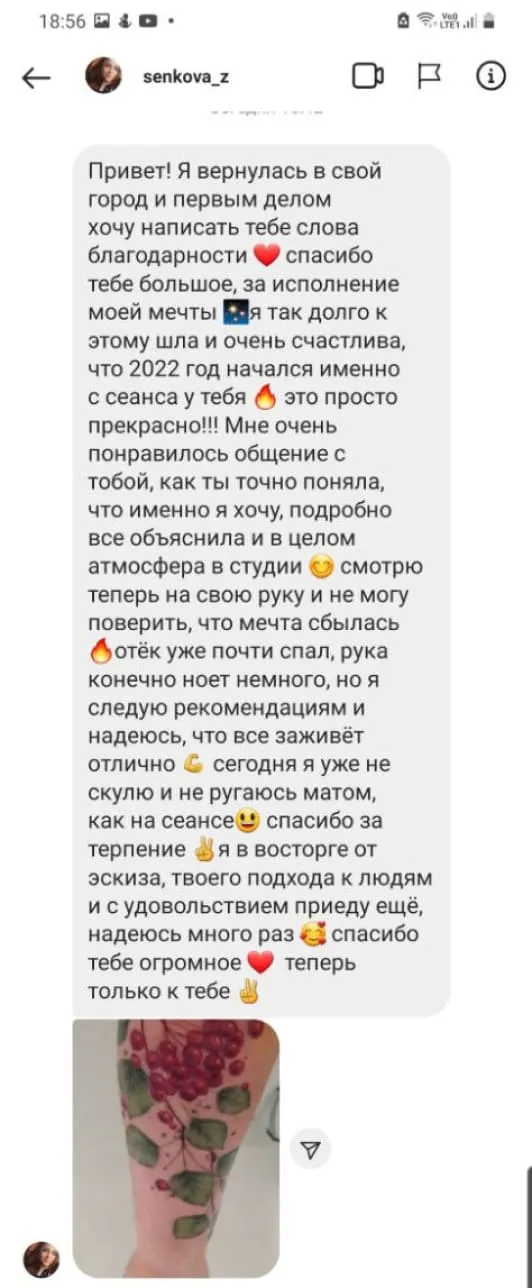 18:56
Vo))
LTE1
senkova_z
Привет! Я вернулась в свой
город и первым делом
хочу написать тебе слова
благодарности ❤️ спасибо
тебе большое, за исполнение
моей мечты 🌌я так долго к
этому шла и очень счастлива,
что 2022 год начался именно
с сеанса у тебя 🔥 это просто
прекрасно!!! Мне очень
понравилось общение с
тобой, как ты точно поняла,
что именно я хочу, подробно
все объяснила и в целом
атмосфера в студии 😊 смотрю
теперь на свою руку и не могу
поверить, что мечта сбылась
🔥отёк уже почти спал, рука
конечно ноет немного, но я
следую рекомендациям и
надеюсь, что все заживёт
отлично 💪 сегодня я уже не
скулю и не ругаюсь матом,
как на сеансе😃 спасибо за
терпение ✌️я в восторге от
эскиза, твоего подхода к людям
и с удовольствием приеду ещё,
надеюсь много раз 🥰 спасибо
тебе огромное ❤️ теперь
только к тебе ✌️